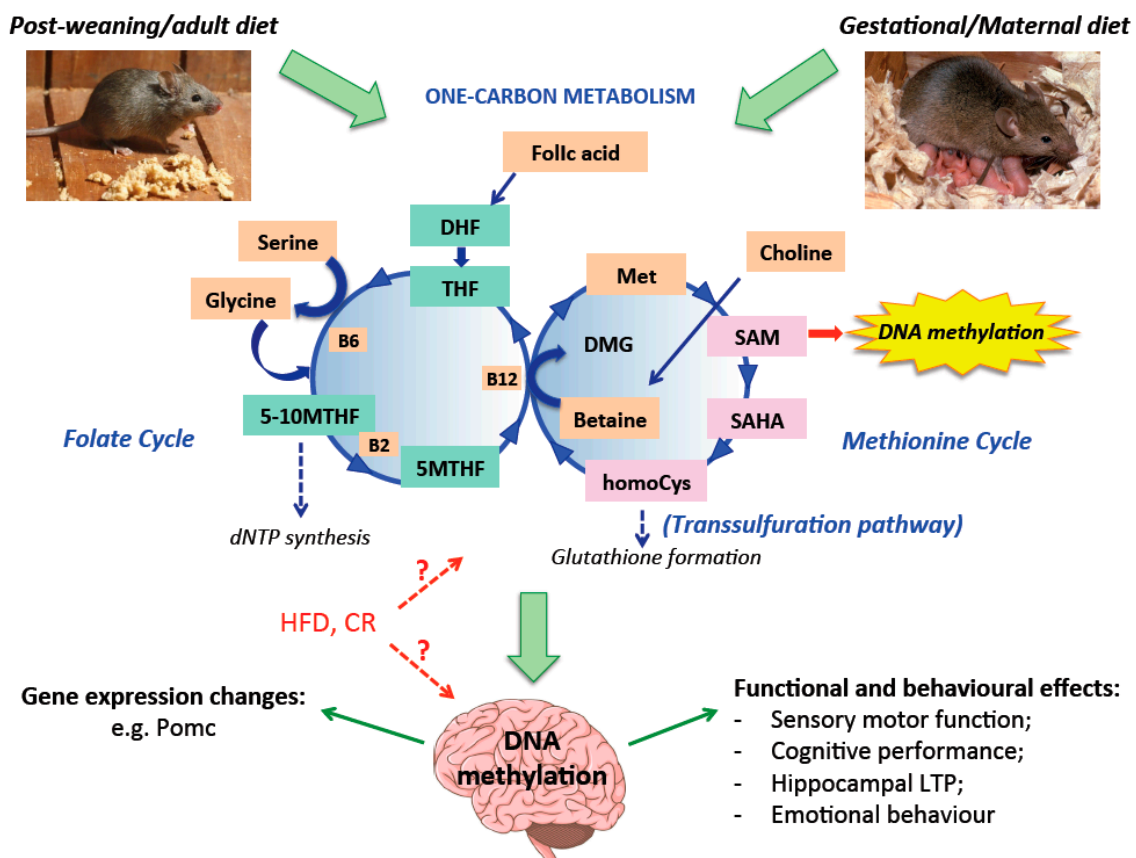 Post-weaning/adult diet
Gestational/Maternal diet
ONE-CARBON METABOLISM
FolIc acid
DHF
THF
Serine
Glycine
B6
5-10MTHF
B2
5MTHF
B12
Met
Choline
DMG
SAM
DNA methylation
Betaine
SAHA
homoCys
Folate Cycle
Methionine Cycle
dNTP synthesis
(Transsulfuration pathway)
Glutathione formation
?
HFD, CR
?
Gene expression changes:
e.g. Pomc
DNA
methylation
Functional and behavioural effects:
- Sensory motor function;
- Cognitive performance;
- Hippocampal LTP;
- Emotional behaviour